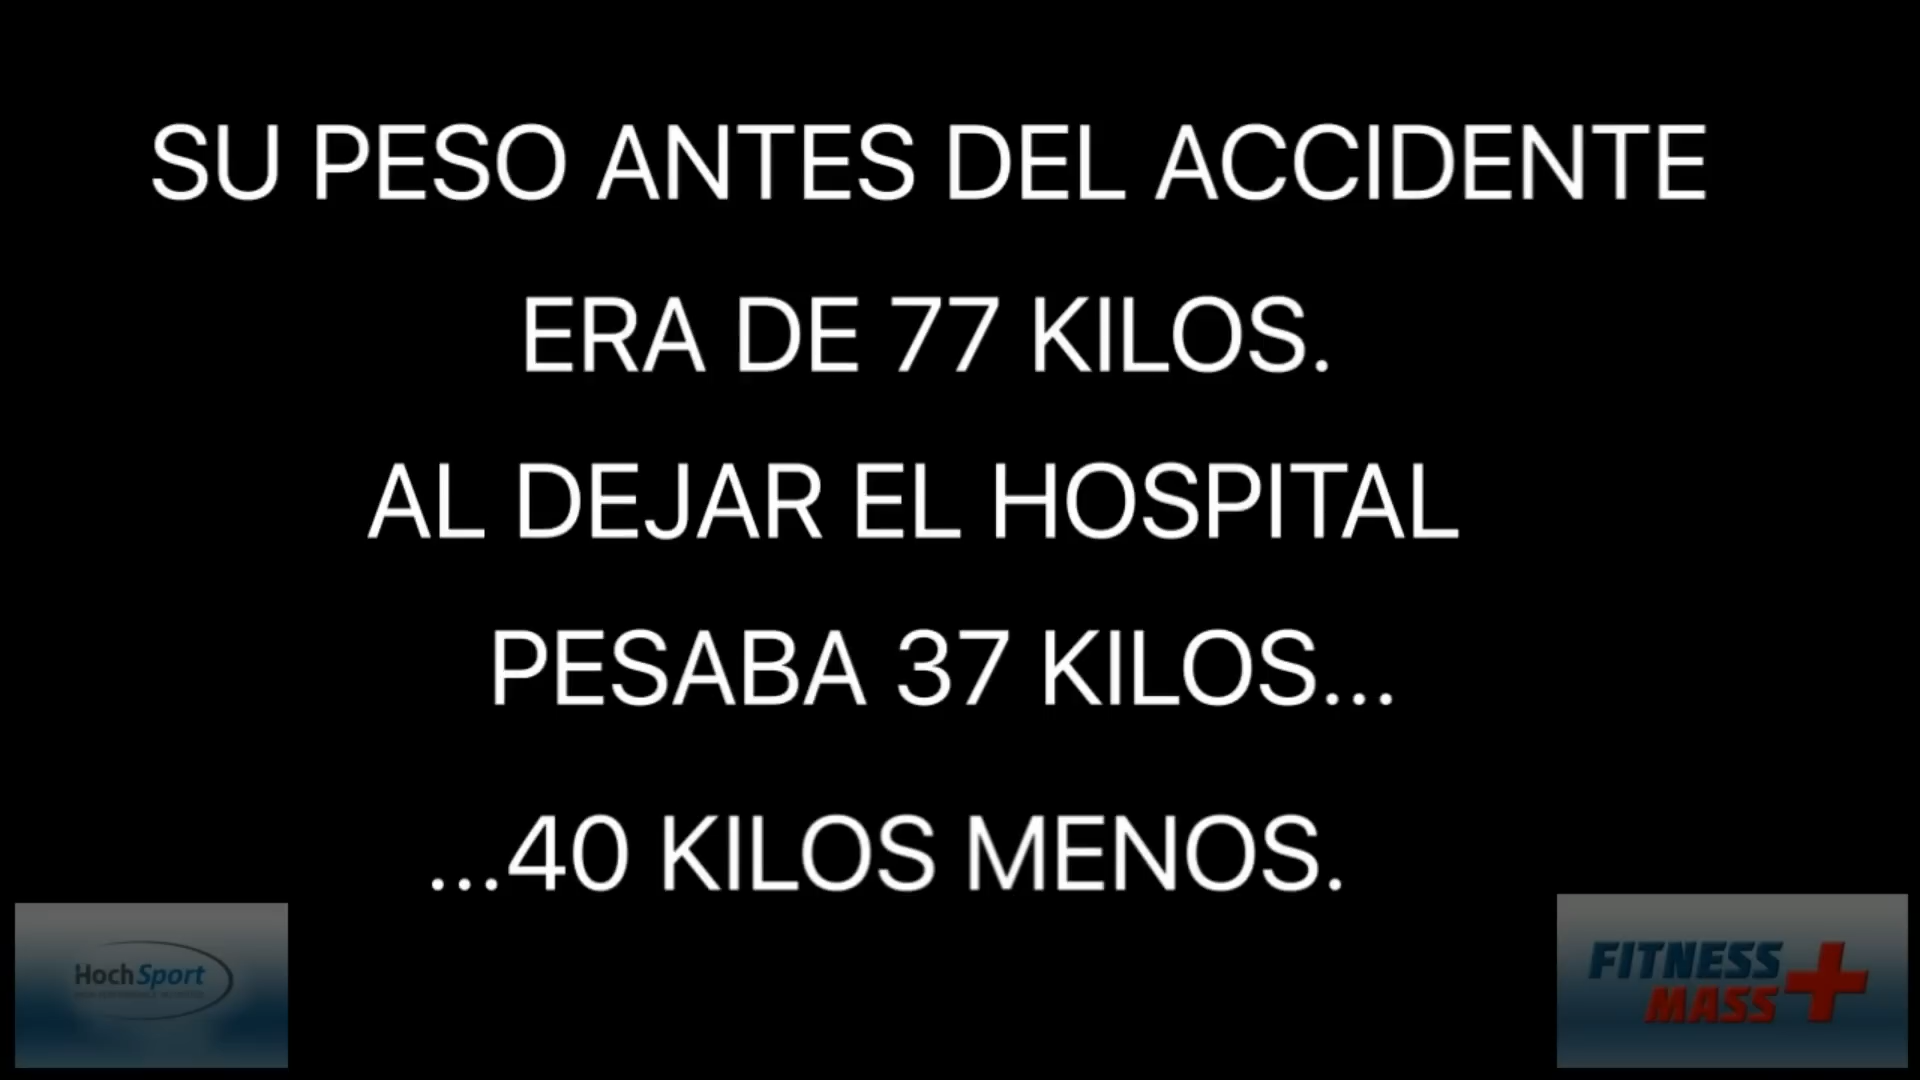 SU PESO ANTES DEL ACCIDENTE
ERA DE 77 KILOS.
AL DEJAR EL HOSPITAL
PESABA 37 KILOS...
...40 KILOS MENOS.
HochSport
FITNESS
MASS